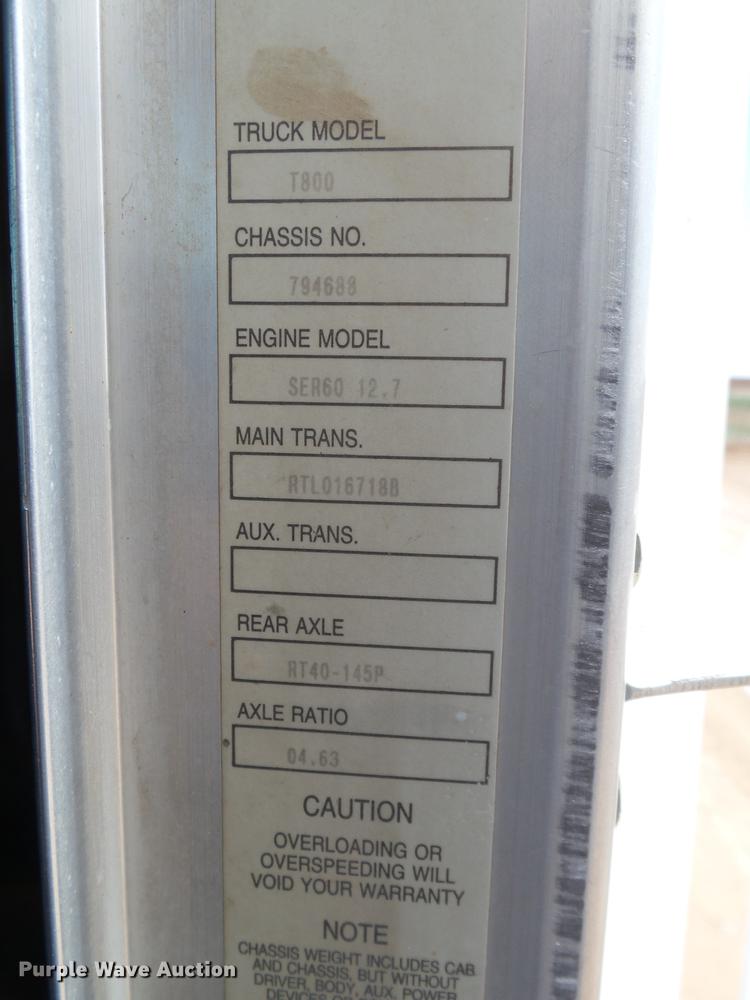 TRUCK MODEL
T800
CHASSIS NO.
794688
ENGINE MODEL
SER60 12.7
MAIN TRANS.
RTLO16718B
AUX. TRANS.
REAR AXLE
RT40-145P
AXLE RATIO
04.63
CAUTION
OVERLOADING OR
OVERSPEEDING WILL
VOID YOUR WARRANTY
NOTE
CHASSIS WEIGHT INCLUDES CAB
AND CHASSIS, BUT WITHOUT
DRIVER, BODY, AUX. POWER
DEVICES OR
Purple Wave Auction